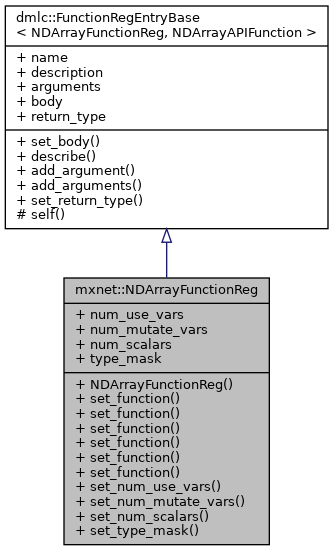 dmlc::FunctionRegEntryBase
< NDArrayFunctionReg, NDArrayAPIFunction >
+ name
+ description
+ arguments
+ body
+ return_type
+ set_body()
+ describe()
+ add_argument()
+ add_arguments()
+ set_return_type()
# self()
mxnet::NDArrayFunctionReg
+ num_use_vars
+ num_mutate_vars
+ num_scalars
+ type_mask
+ NDArrayFunctionReg()
+ set_function()
+ set_function()
+ set_function()
+ set_function()
+ set_function()
+ set_function()
+ set_num_use_vars()
+ set_num_mutate_vars()
+ set_num_scalars()
+ set_type_mask()